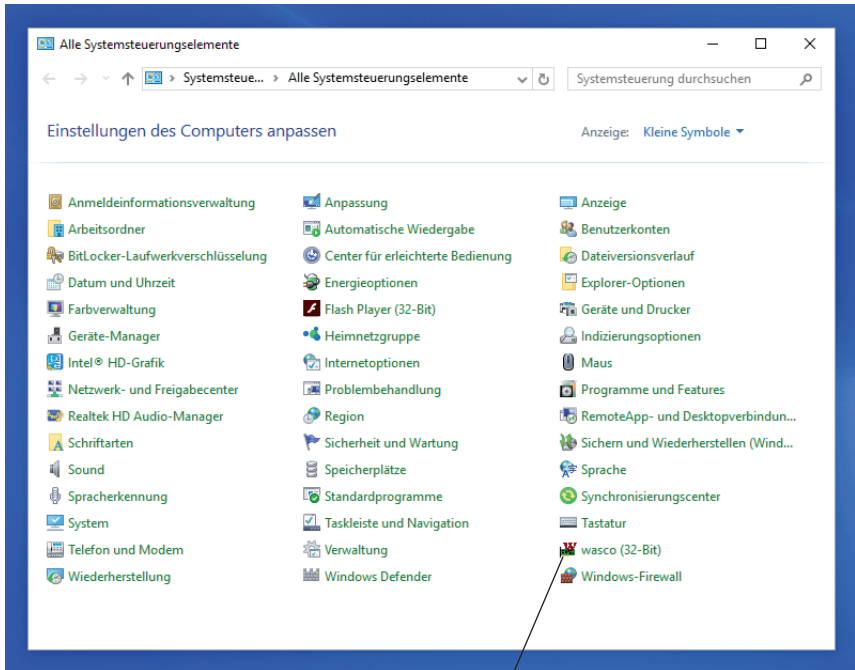 Alle Systemsteuerungselemente
Systemsteue... > Alle Systemsteuerungselemente
Systemsteuerung durchsuchen
Einstellungen des Computers anpassen
Anzeige: Kleine Symbole
Anmeldeinformationsverwaltung
Anpassung
Anzeige
Arbeitsordner
Automatische Wiedergabe
Benutzerkonten
BitLocker-Laufwerkverschlüsselung
Center für erleichterte Bedienung
Dateiversionsverlauf
Datum und Uhrzeit
Energieoptionen
Explorer-Optionen
Farbverwaltung
Flash Player (32-Bit)
Geräte und Drucker
Geräte-Manager
Heimnetzgruppe
Indizierungsoptionen
Intel® HD-Grafik
Internetoptionen
Maus
Netzwerk- und Freigabecenter
Problembehandlung
Programme und Features
Realtek HD Audio-Manager
Region
RemoteApp- und Desktopverbindun...
Schriftarten
Sicherheit und Wartung
Sichern und Wiederherstellen (Wind...
Sound
Speicherplätze
Sprache
Spracherkennung
Standardprogramme
Synchronisierungscenter
System
Taskleiste und Navigation
Tastatur
Telefon und Modem
Verwaltung
wasco (32-Bit)
Wiederherstellung
Windows Defender
Windows-Firewall